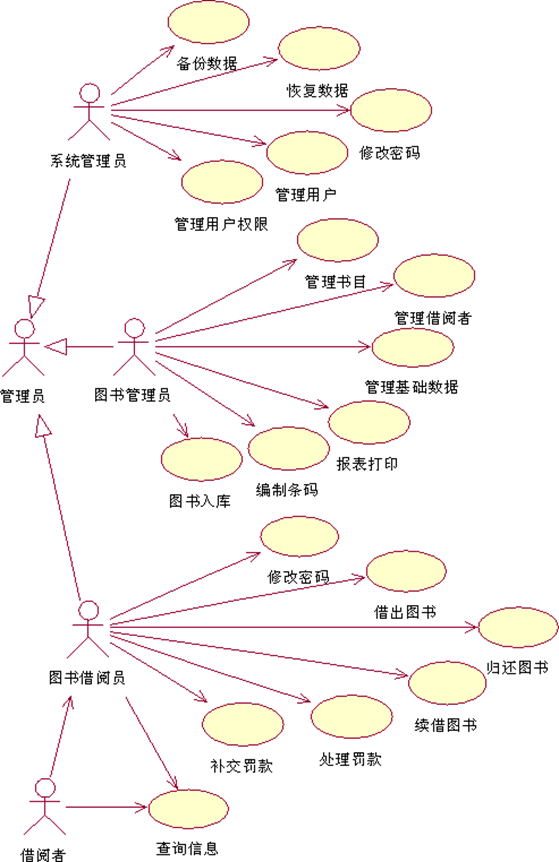 备份数据
恢复数据
修改密码
系统管理员
管理用户
管理用户权限
管理书目
管理借阅者
管理员
图书管理员
管理基础数据
报表打印
编制条码
图书入库
修改密码
借出图书
归还图书
图书借阅员
续借图书
处理罚款
补交罚款
借阅者
查询信息